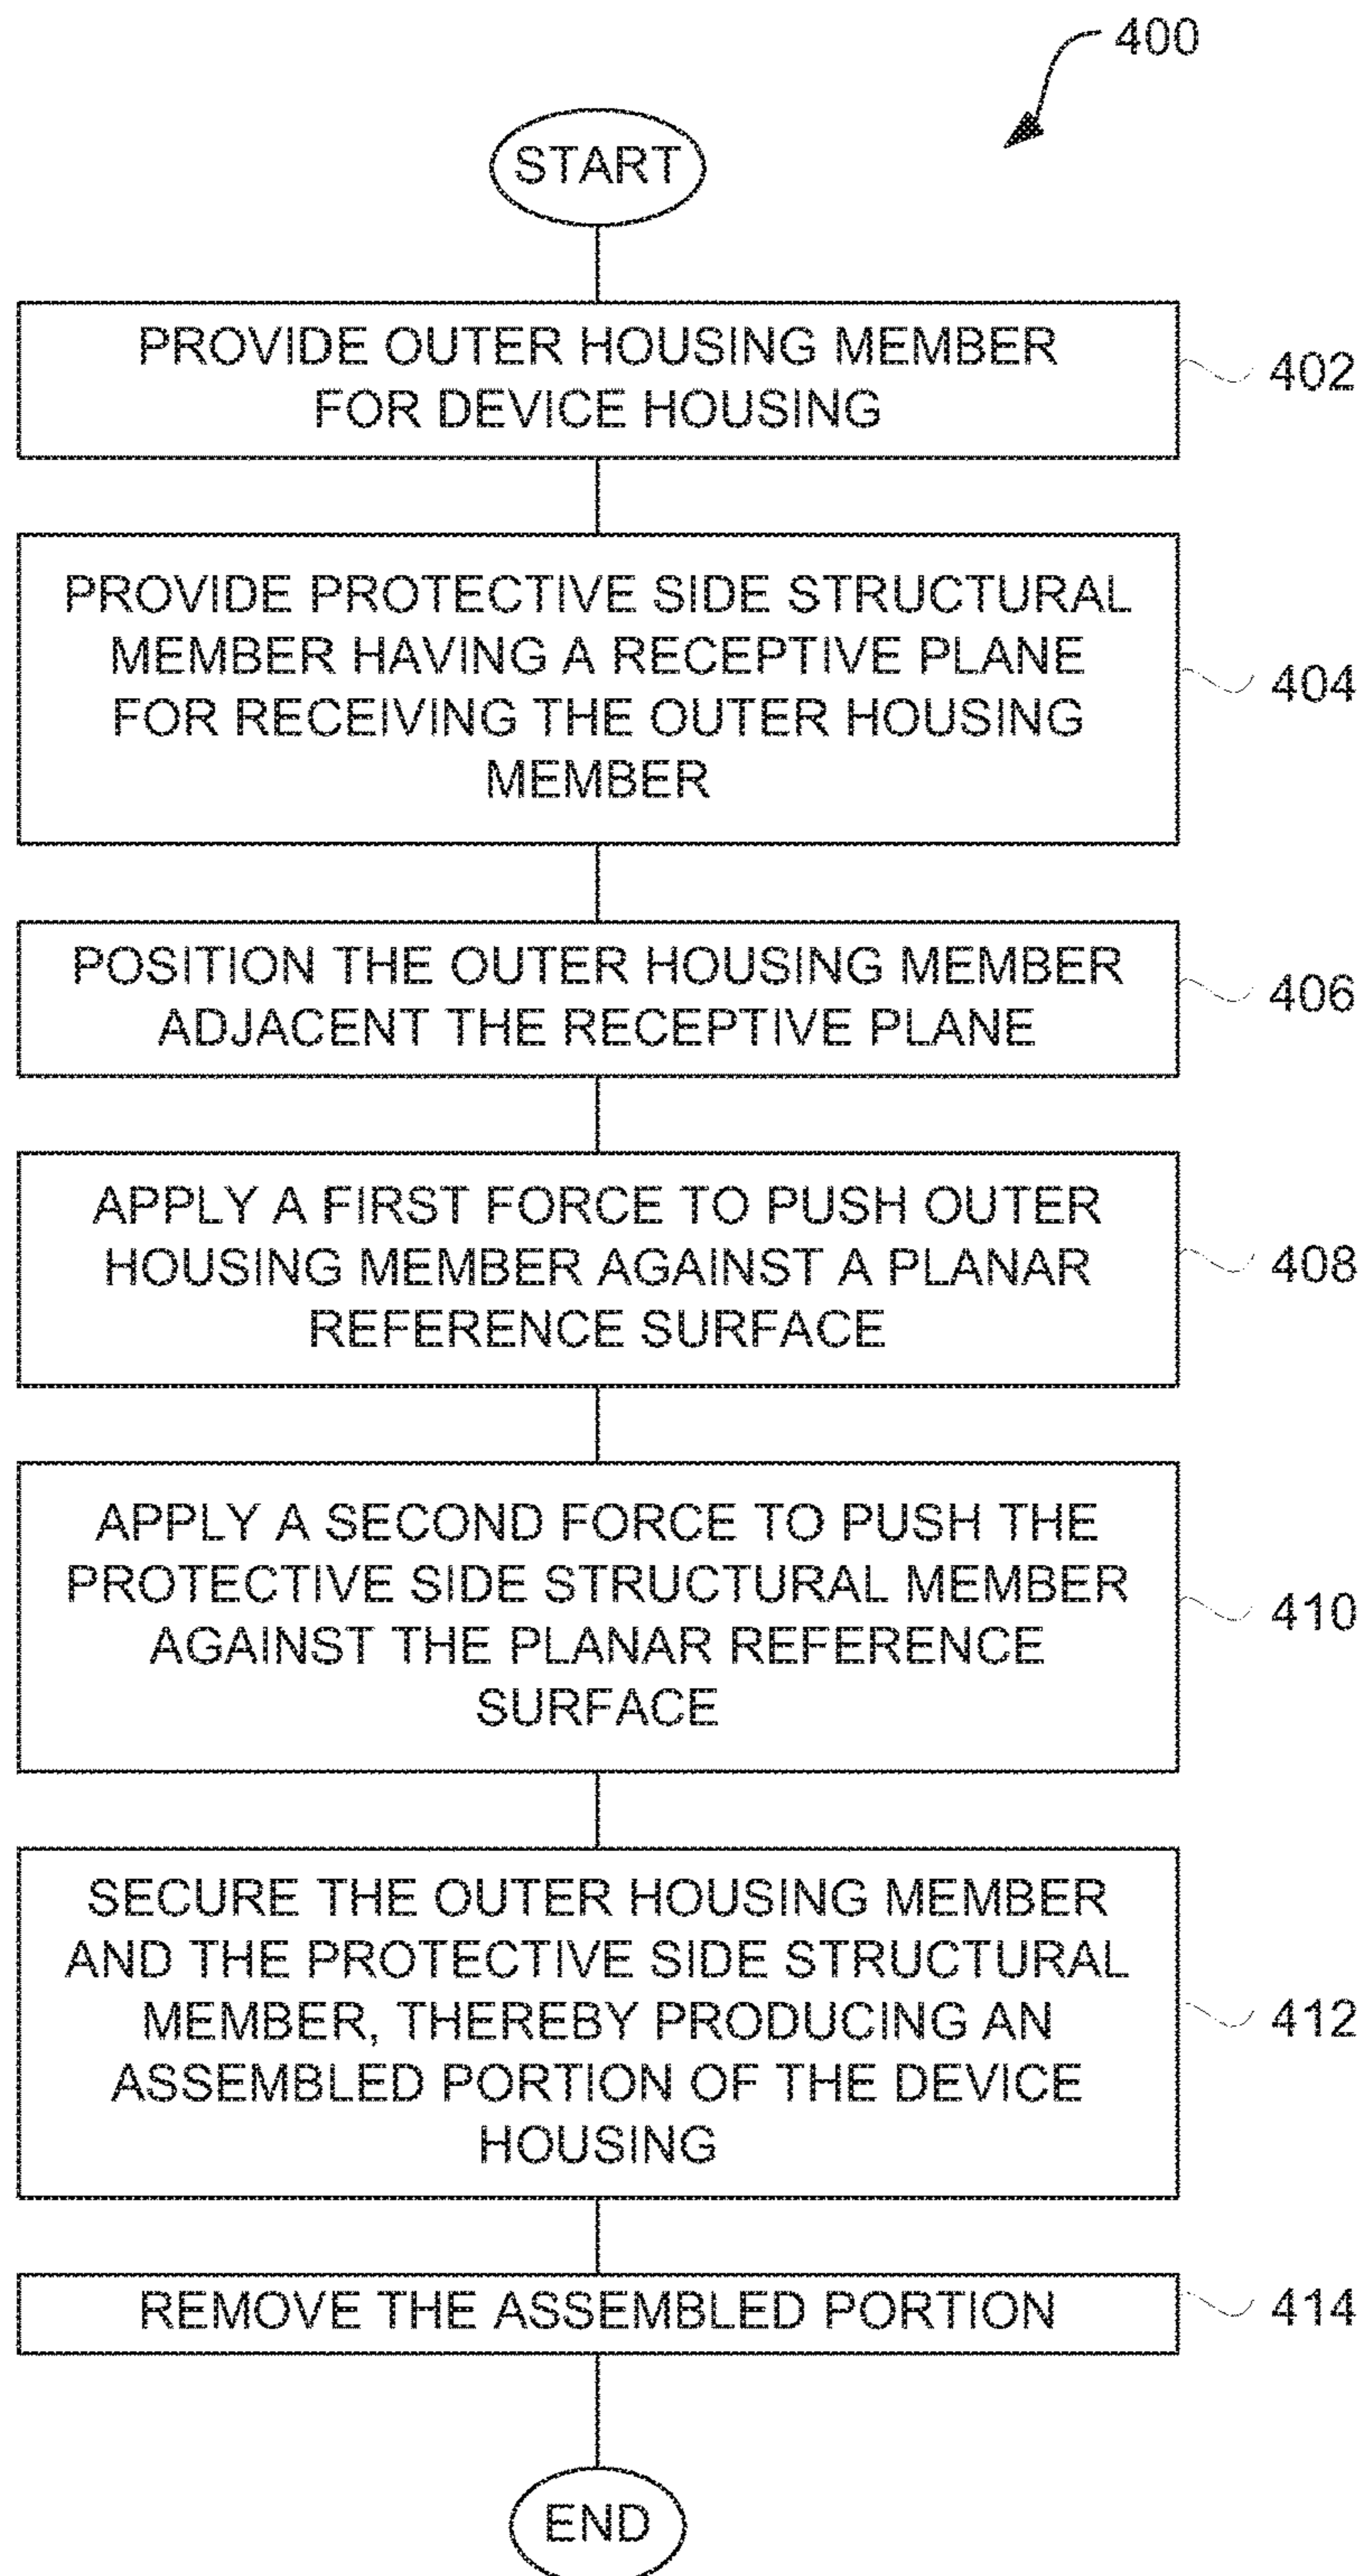 400
START
PROVIDE OUTER HOUSING MEMBER
FOR DEVICE HOUSING
402
PROVIDE PROTECTIVE SIDE STRUCTURAL
MEMBER HAVING A RECEPTIVE PLANE
FOR RECEIVING THE OUTER HOUSING
MEMBER
404
POSITION THE OUTER HOUSING MEMBER
ADJACENT THE RECEPTIVE PLANE
406
APPLY A FIRST FORCE TO PUSH OUTER
HOUSING MEMBER AGAINST A PLANAR
REFERENCE SURFACE
408
APPLY A SECOND FORCE TO PUSH THE
PROTECTIVE SIDE STRUCTURAL MEMBER
AGAINST THE PLANAR REFERENCE
SURFACE
410
SECURE THE OUTER HOUSING MEMBER
AND THE PROTECTIVE SIDE STRUCTURAL
MEMBER, THEREBY PRODUCING AN
ASSEMBLED PORTION OF THE DEVICE
HOUSING
412
REMOVE THE ASSEMBLED PORTION
414
END